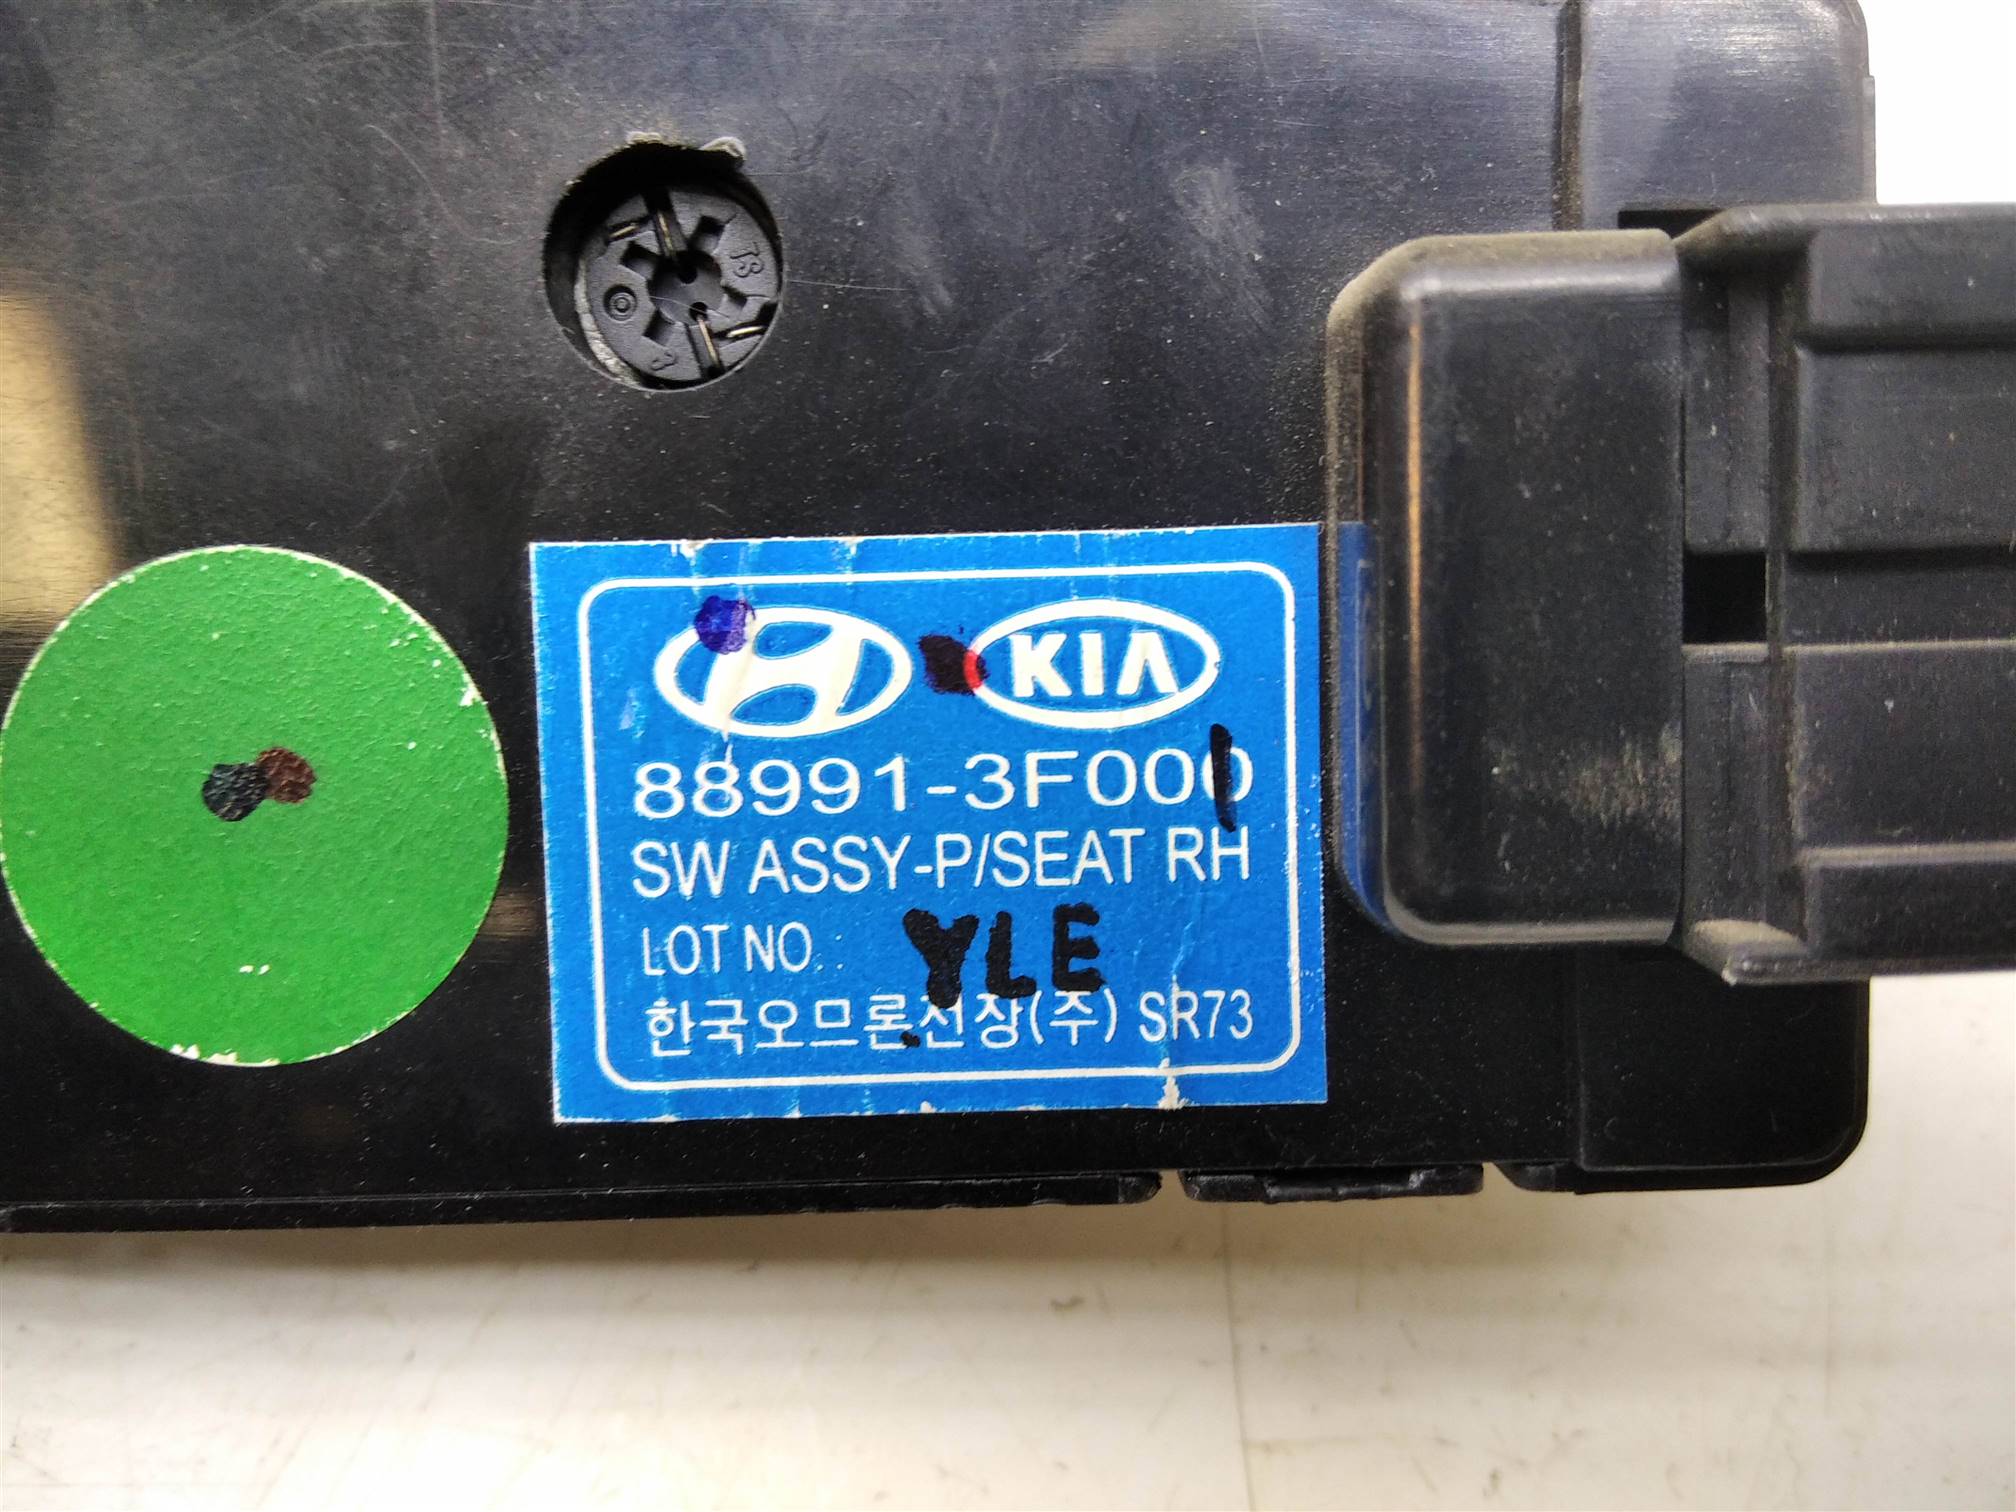 KIA
88991-3F000
SW ASSY-P/SEAT RH
LOT NO : YLE
한국오므론전장(주) SR73